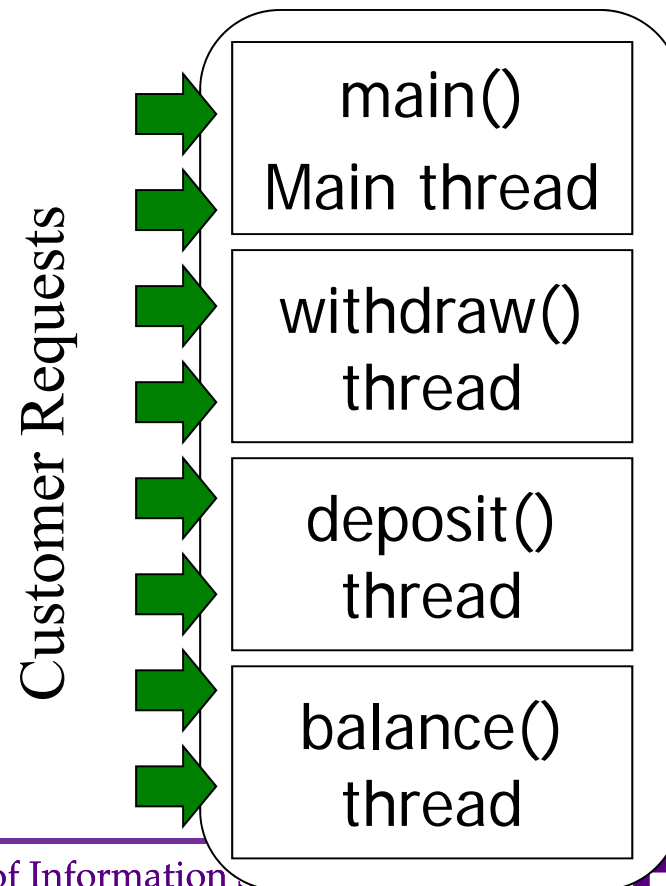 Customer Requests
main()
Main thread
withdraw()
thread
deposit()
thread
balance()
thread
of Information